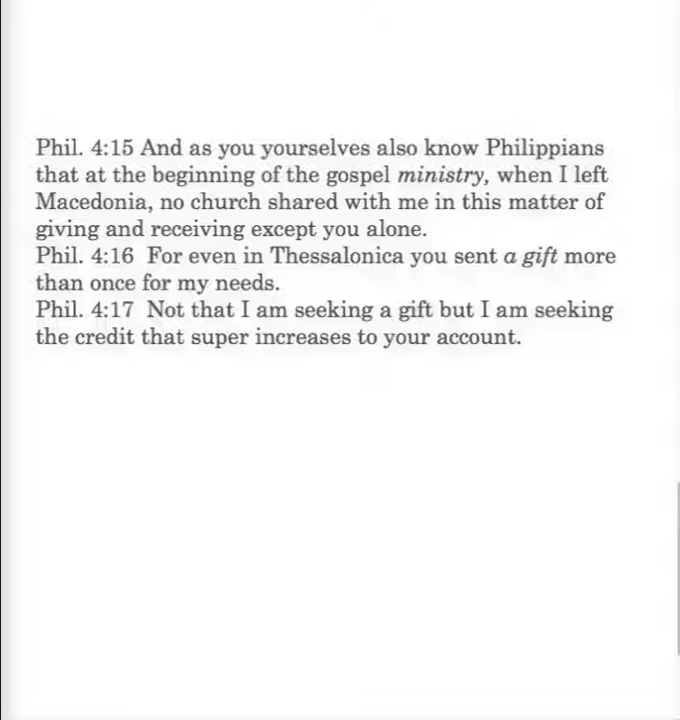 Phil. 4:15 And as you yourselves also know Philippians
that at the beginning of the gospel ministry, when I left
Macedonia, no church shared with me in this matter of
giving and receiving except you alone.
Phil. 4:16  For even in Thessalonica you sent a gift more
than once for my needs.
Phil. 4:17  Not that I am seeking a gift but I am seeking
the credit that super increases to your account.